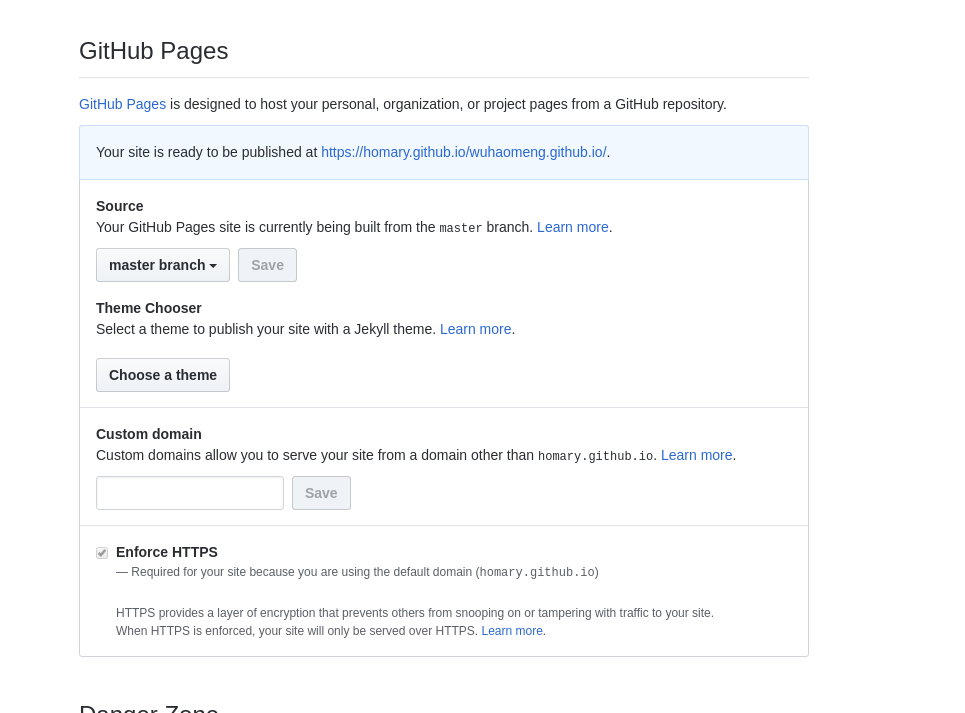 GitHub Pages
GitHub Pages is designed to host your personal, organization, or project pages from a GitHub repository.
Your site is ready to be published at https://homary.github.io/wuhaomeng.github.io/.
Source
Your GitHub Pages site is currently being built from the master branch. Learn more.
master branch Save
Theme Chooser
Select a theme to publish your site with a Jekyll theme. Learn more.
Choose a theme
Custom domain
Custom domains allow you to serve your site from a domain other than homary.github.io. Learn more.
Save
Enforce HTTPS
— Required for your site because you are using the default domain (homary.github.io)
HTTPS provides a layer of encryption that prevents others from snooping on or tampering with traffic to your site.
When HTTPS is enforced, your site will only be served over HTTPS. Learn more.
Danger Zone